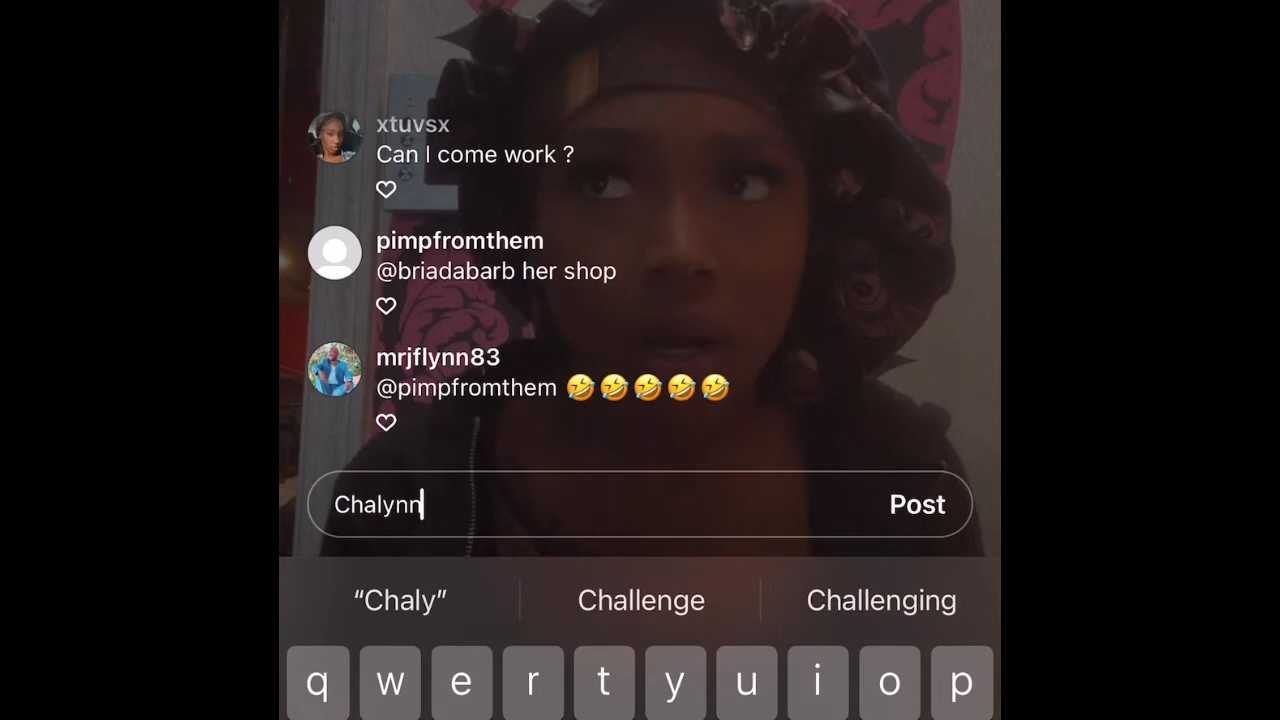 xtuvsx
Can I come work ?
pimpfromthem
@briadabarb her shop
mrjflynn83
@pimpfromthem 🤣🤣🤣🤣🤣
Chalynn
Post
“Chaly”
Challenge
Challenging
q w e r t y u i o p